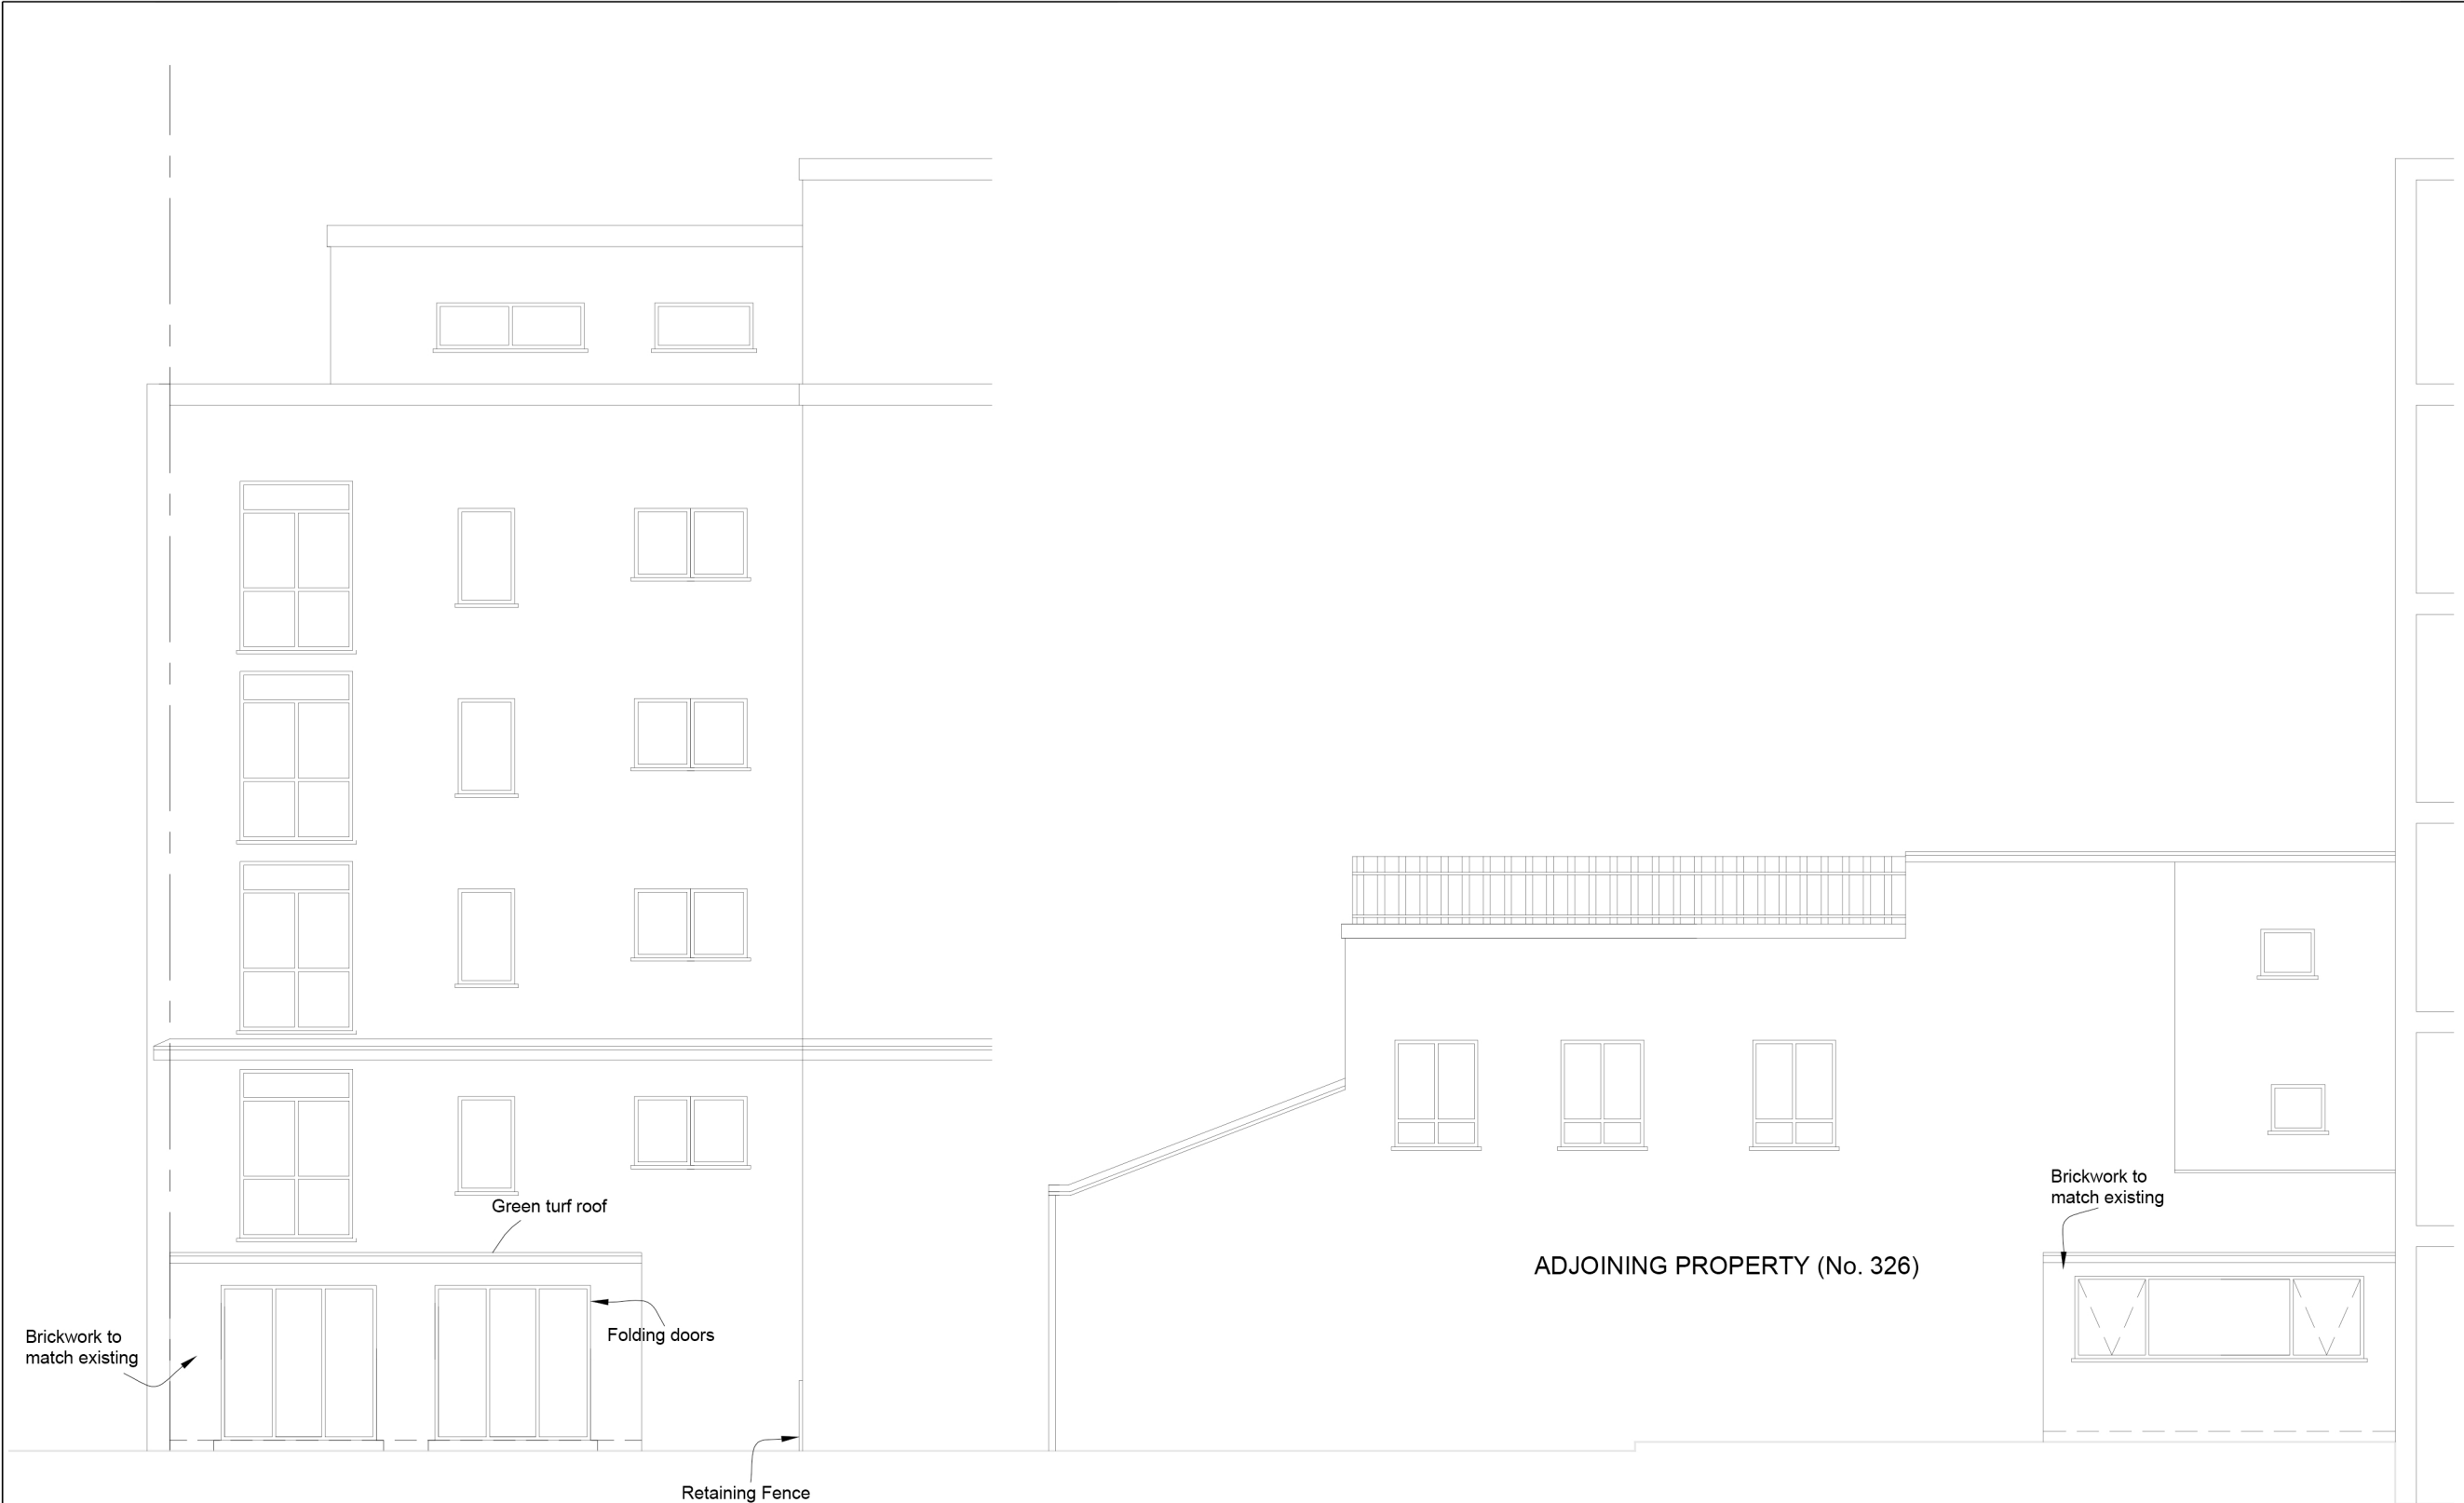 Green turf roof
Brickwork to
match existing
Folding doors
Retaining Fence
ADJOINING PROPERTY (No. 326)
Brickwork to
match existing